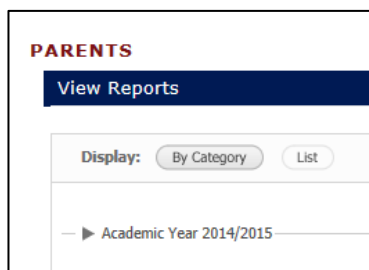 PARENTS
View Reports
Display: By Category List
Academic Year 2014/2015